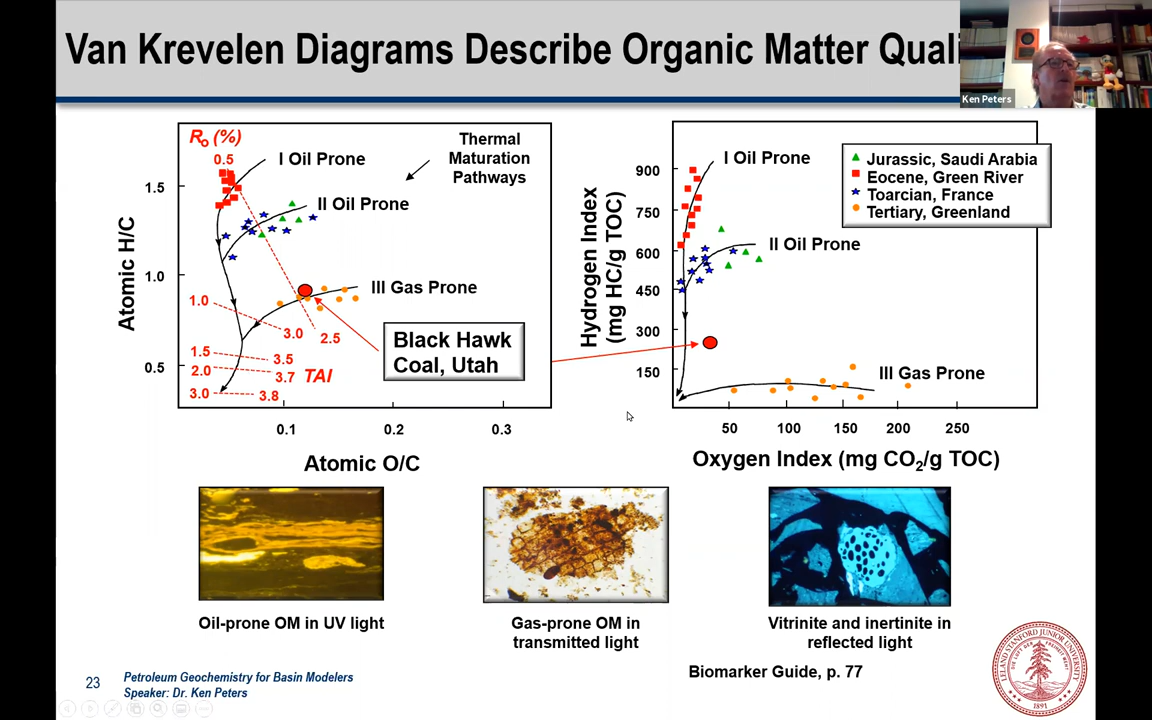 Van Krevelen Diagrams Describe Organic Matter Quali
Ken Peters
Ro (%)
0.5
I Oil Prone
Thermal
Maturation
Pathways
1.5
II Oil Prone
Atomic H/C
1.0
III Gas Prone
1.0
3.0
2.5
Black Hawk
Coal, Utah
1.5
3.5
0.5
2.0
3.7
TAI
3.0
3.8
0.1
0.2
0.3
Atomic O/C
Hydrogen Index
(mg HC/g TOC)
900
750
600
450
300
150
I Oil Prone
II Oil Prone
III Gas Prone
Jurassic, Saudi Arabia
Eocene, Green River
Toarcian, France
Tertiary, Greenland
50
100
150
200
250
Oxygen Index (mg CO2/g TOC)
Oil-prone OM in UV light
Gas-prone OM in
transmitted light
Vitrinite and inertinite in
reflected light
Biomarker Guide, p. 77
23
Petroleum Geochemistry for Basin Modelers
Speaker: Dr. Ken Peters
LELAND STANFORD JUNIOR UNIVERSITY
1891